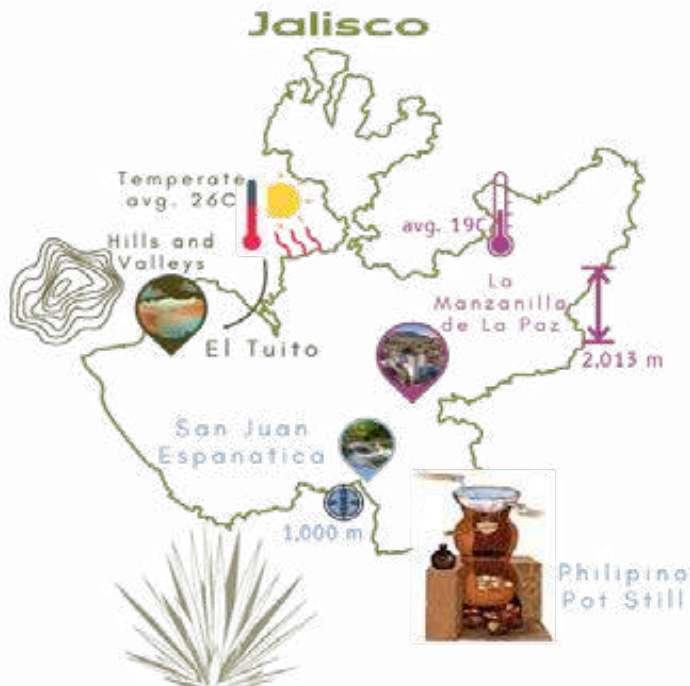 Jalisco
Temperate
avg. 26C
avg. 19C
Hills and
Valleys
La
Manzanilla
de La Paz
El Tuito
2,013 m
San Juan
Espanatica
1,000 m
Philipino
Pot Still